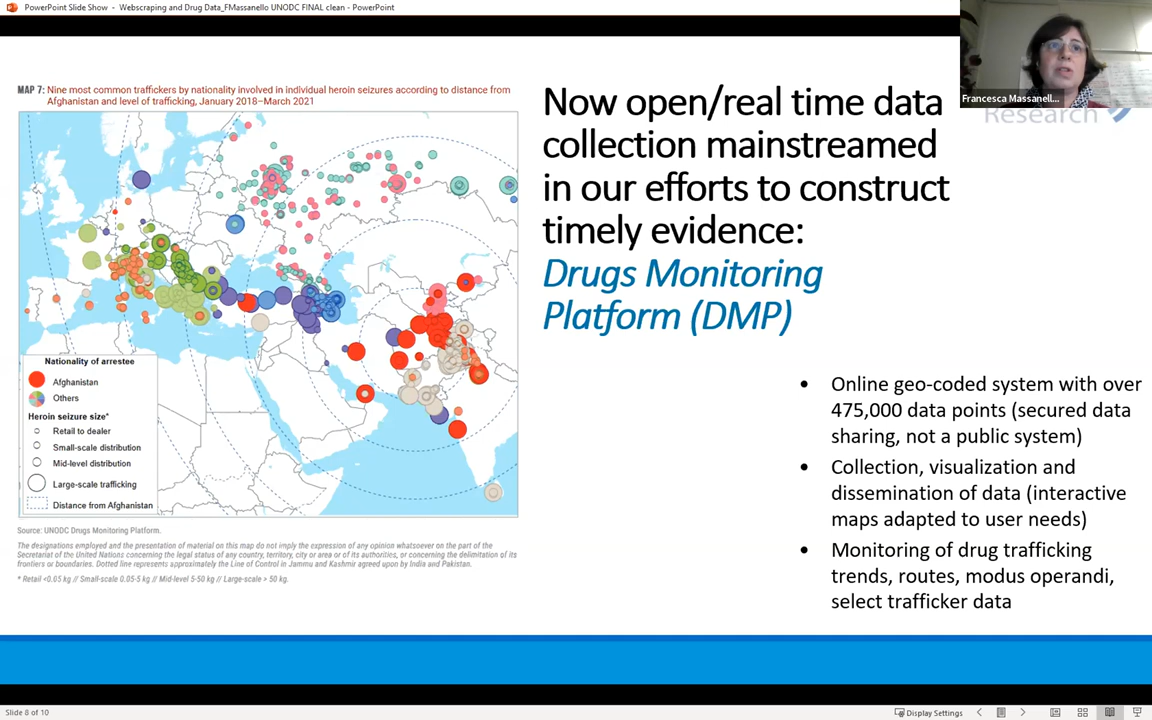 PowerPoint Slide Show - Webscraping and Drug Data_FMassanello UNODC FINAL clean - PowerPoint
Francesca Massanell...
Research
MAP 7: Nine most common traffickers by nationality involved in individual heroin seizures according to distance from
Afghanistan and level of trafficking, January 2018–March 2021
Nationality of arrestee
Afghanistan
Others
Heroin seizure size*
Retail to dealer
Small-scale distribution
Mid-level distribution
Large-scale trafficking
Distance from Afghanistan
Source: UNODC Drugs Monitoring Platform.
The designations employed and the presentation of material on this map do not imply the expression of any opinion whatsoever on the part of the
Secretariat of the United Nations concerning the legal status of any country, territory, city or area or of its authorities, or concerning the delimitation of its
frontiers or boundaries. Dotted line represents approximately the Line of Control in Jammu and Kashmir agreed upon by India and Pakistan.
* Retail <0.05 kg // Small-scale 0.05-5 kg // Mid-level 5-50 kg // Large-scale > 50 kg.
Now open/real time data
collection mainstreamed
in our efforts to construct
timely evidence:
Drugs Monitoring
Platform (DMP)
• Online geo-coded system with over
475,000 data points (secured data
sharing, not a public system)
• Collection, visualization and
dissemination of data (interactive
maps adapted to user needs)
• Monitoring of drug trafficking
trends, routes, modus operandi,
select trafficker data
Slide 8 of 10
Display Settings